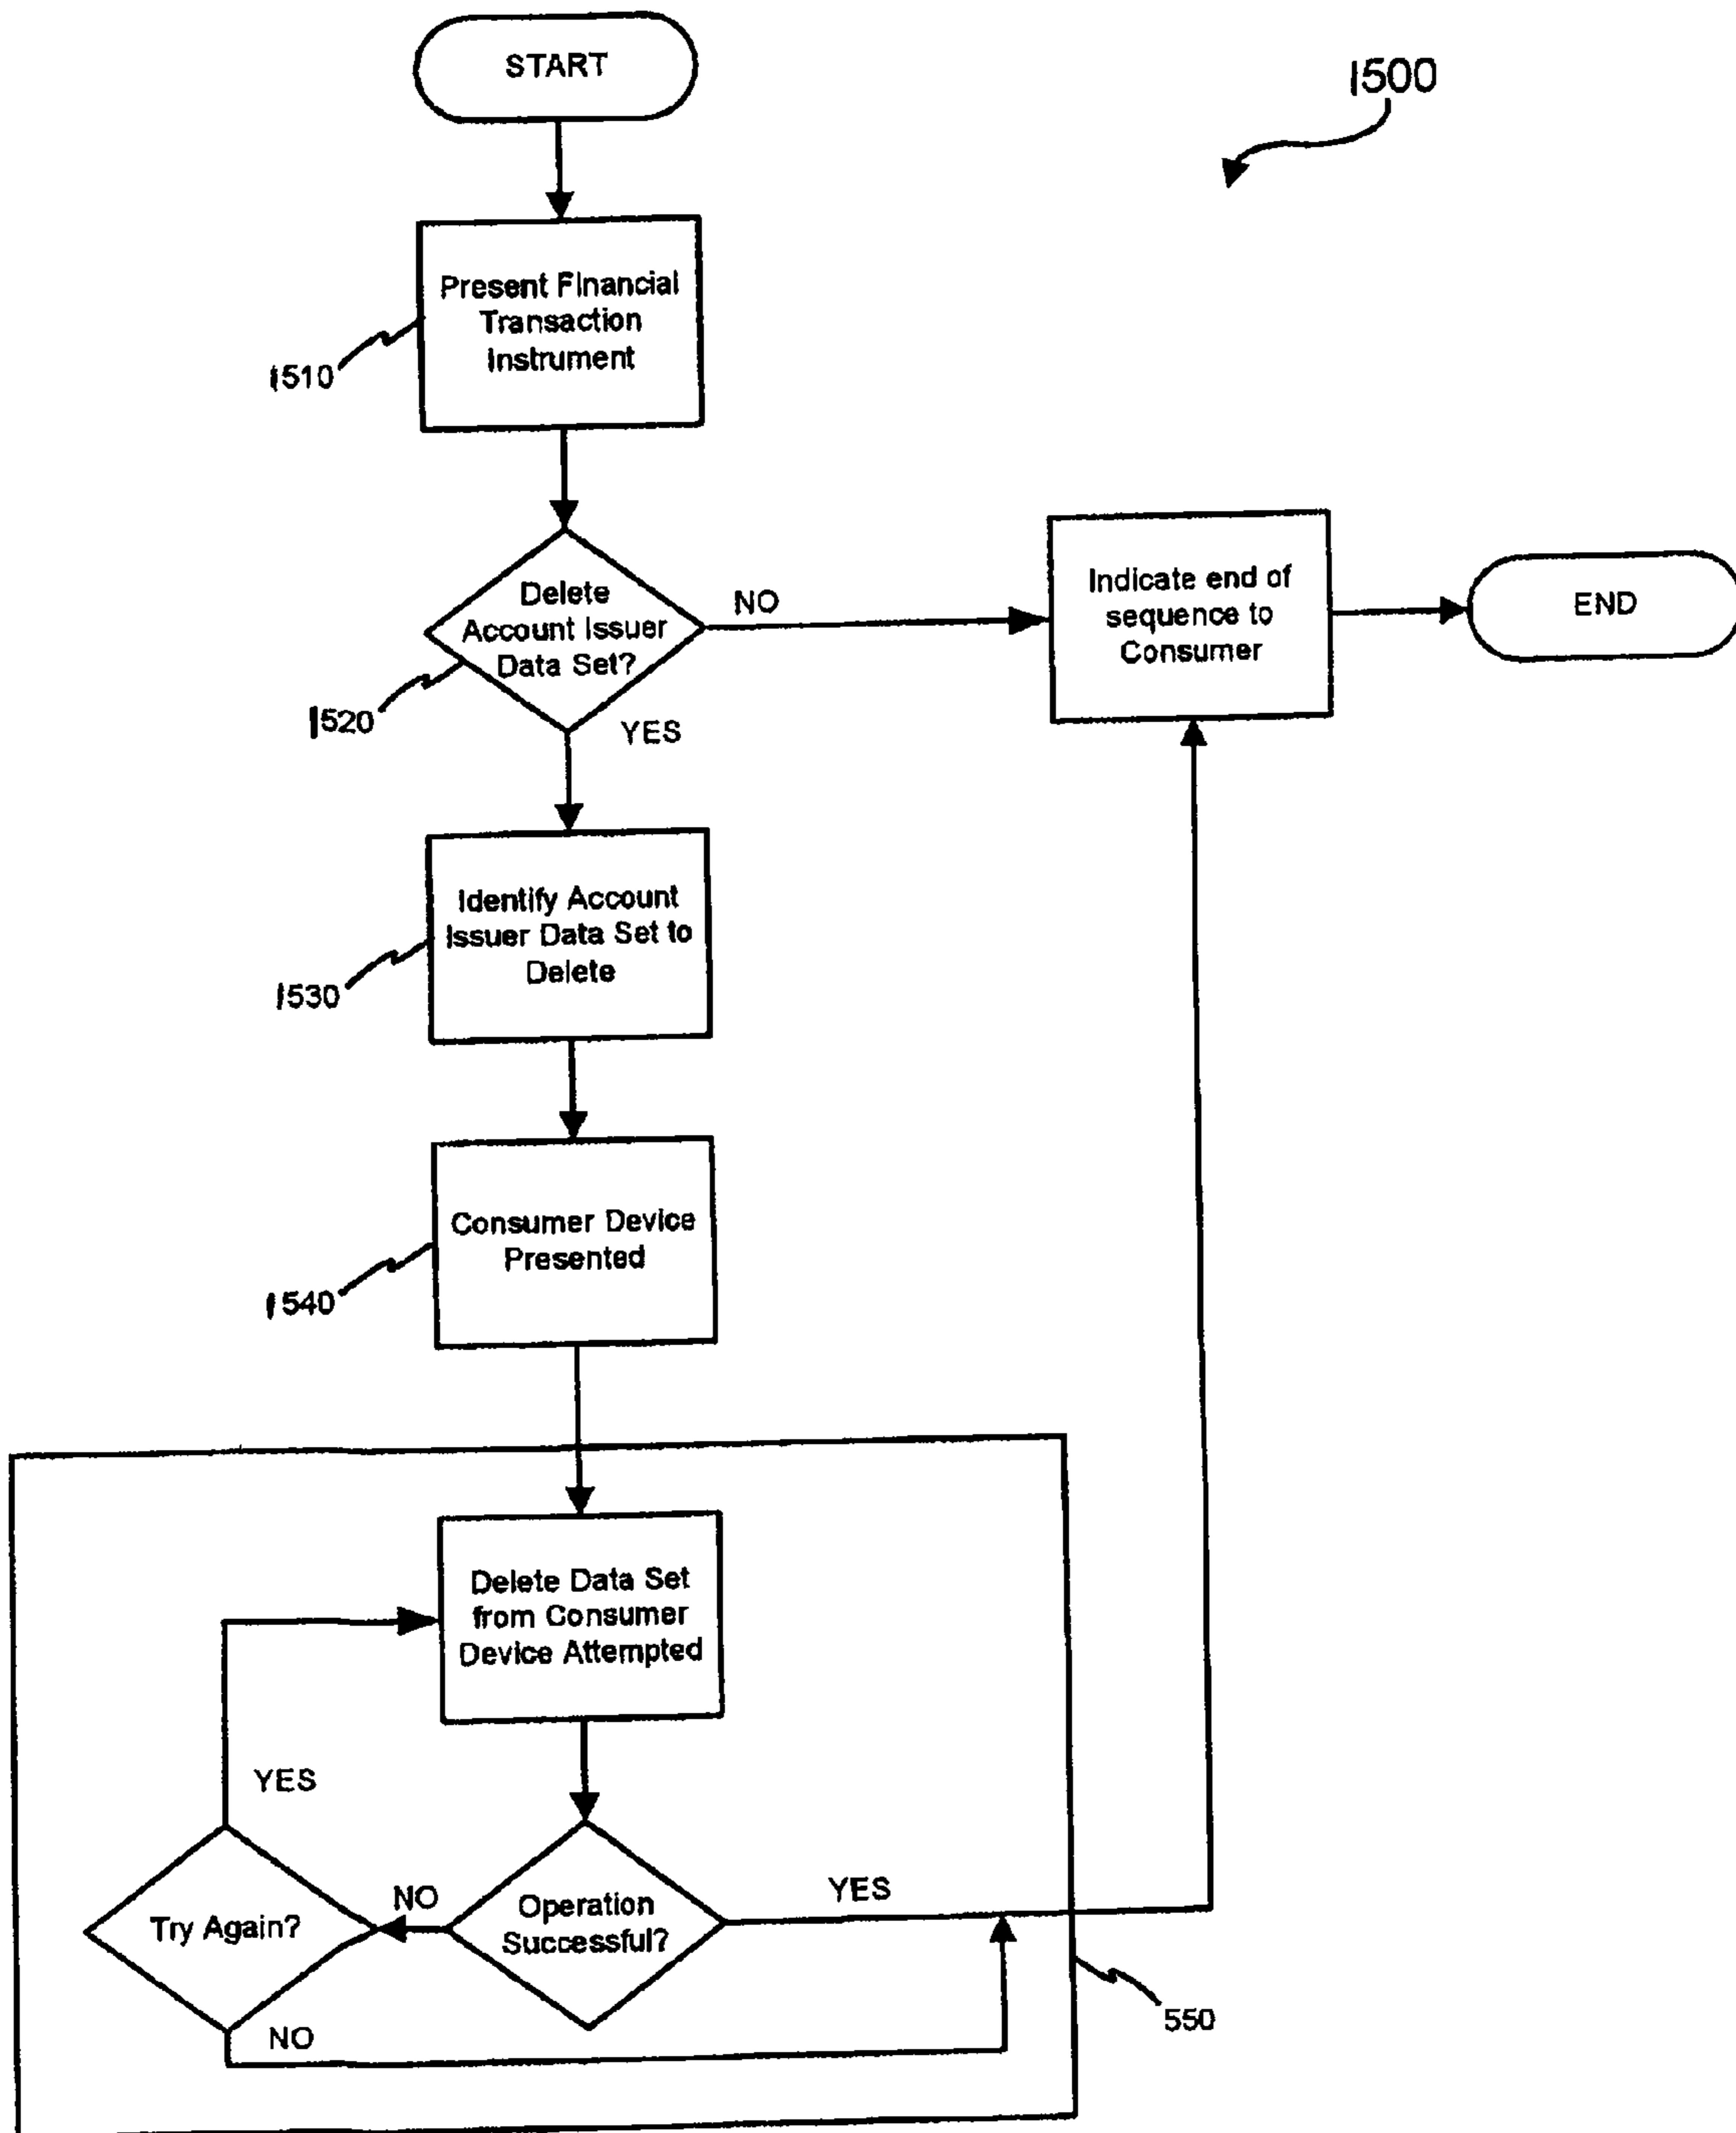 START
1500
Present Financial
Transaction
Instrument
1510
Delete
Account Issuer
Data Set?
NO
Indicate end of
sequence to
Consumer
END
1520
YES
Identify Account
Issuer Data Set to
Delete
1530
Consumer Device
Presented
1540
Delete Data Set
from Consumer
Device Attempted
YES
Try Again?
NO
Operation
Successful?
YES
NO
550